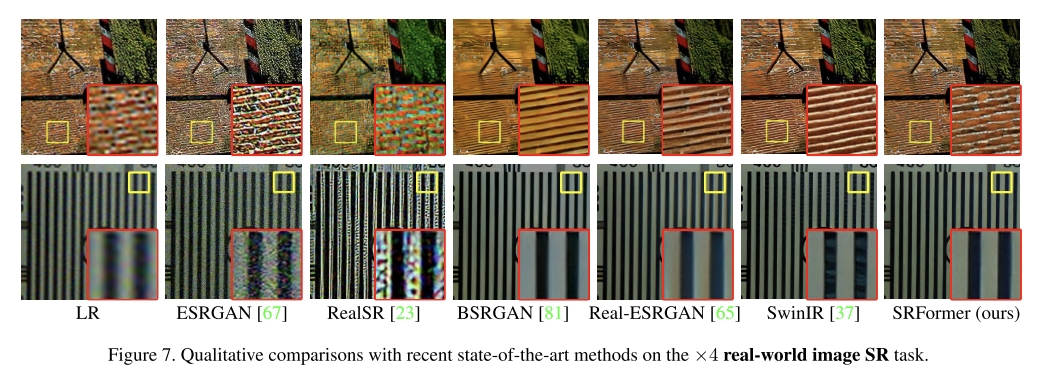 LR
ESRGAN [67]
RealSR [23]
BSRGAN [81]
Real-ESRGAN [65]
SwinIR [37]
SRFormer (ours)
Figure 7. Qualitative comparisons with recent state-of-the-art methods on the ×4 real-world image SR task.